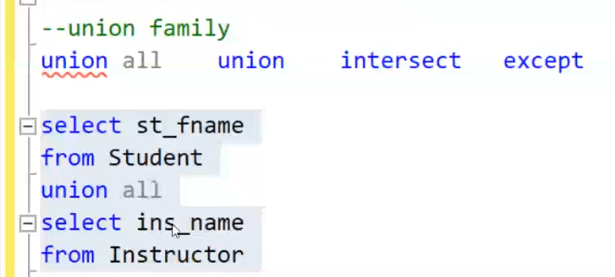 --union family
union all union intersect except
select st_fname
from Student
union all
select ins_name
from Instructor